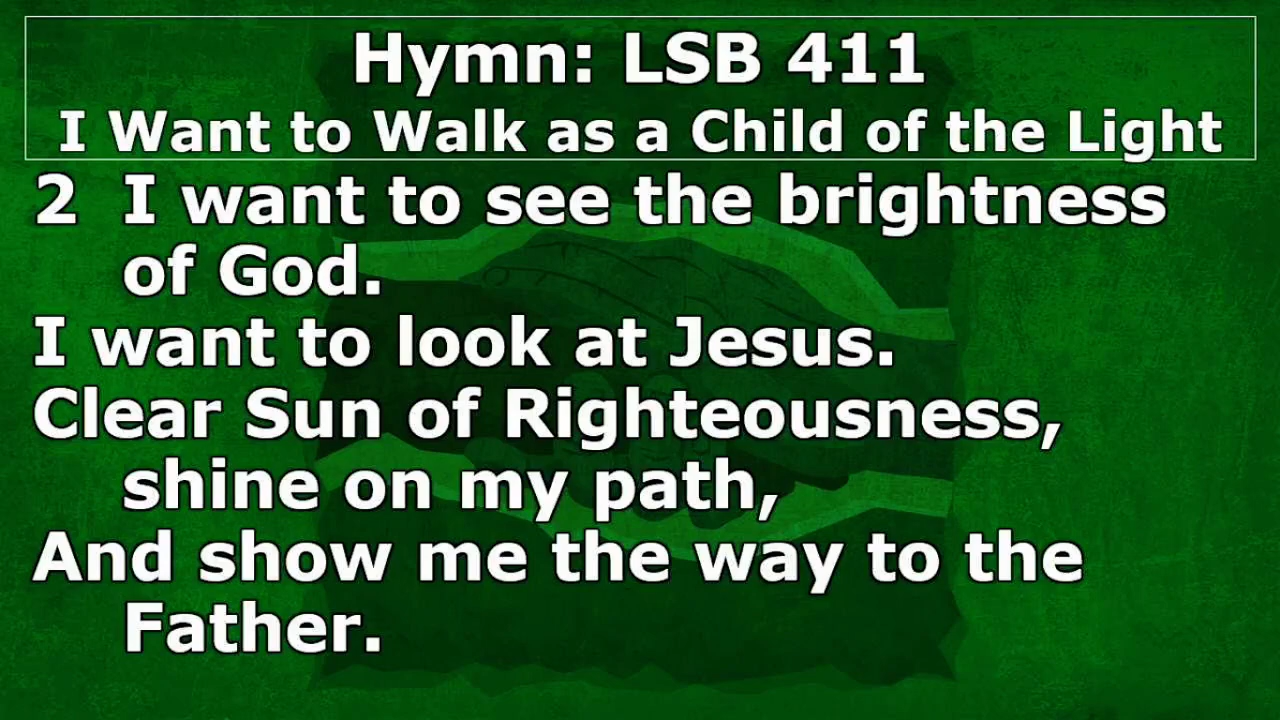 Hymn: LSB 411
I Want to Walk as a Child of the Light
2 I want to see the brightness
of God.
I want to look at Jesus.
Clear Sun of Righteousness,
shine on my path,
And show me the way to the
Father.